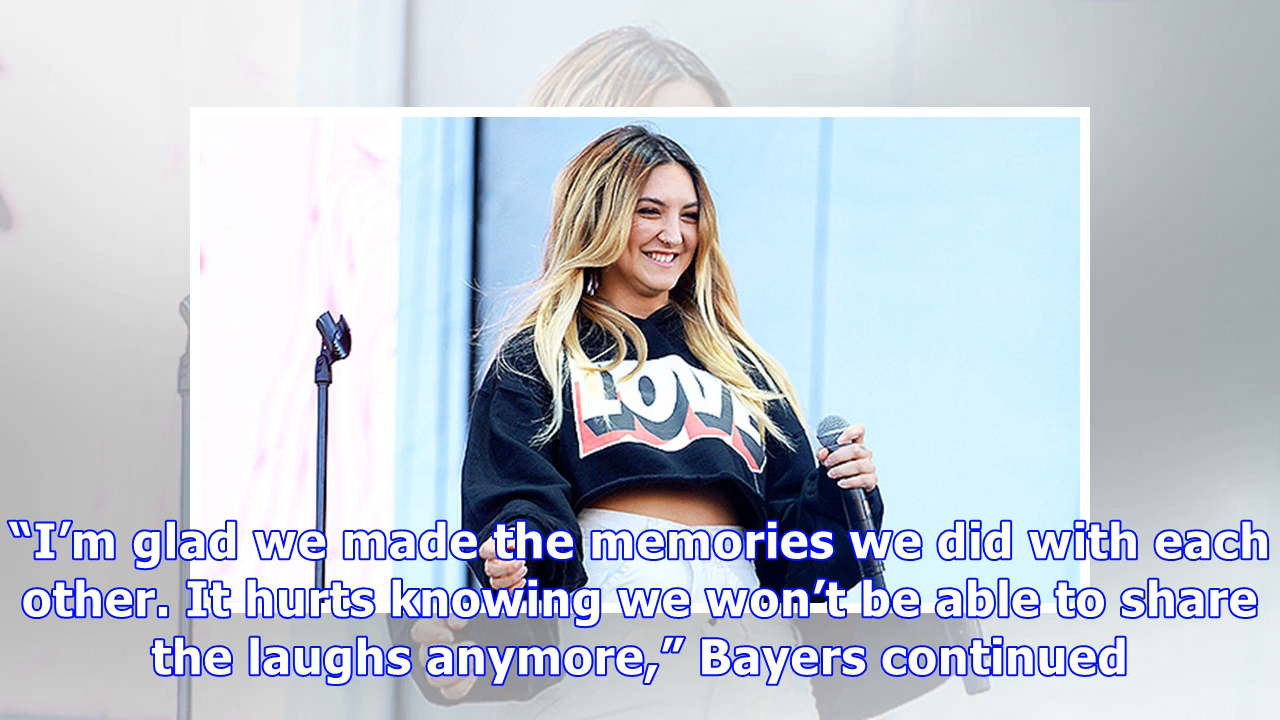 LOVE
“I’m glad we made the memories we did with each
other. It hurts knowing we won’t be able to share
the laughs anymore,” Bayers continued